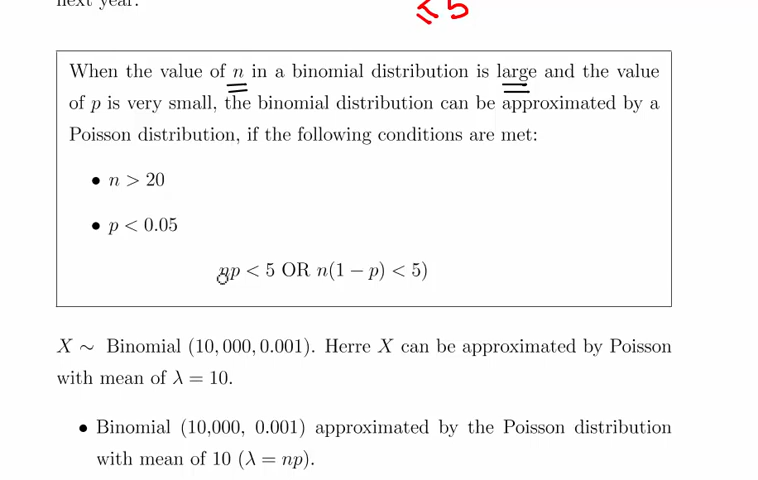 next year.
≤ 5
When the value of n in a binomial distribution is large and the value
of p is very small, the binomial distribution can be approximated by a
Poisson distribution, if the following conditions are met:
• n > 20
• p < 0.05
p < 5 OR n(1 − p) < 5)
X ∼ Binomial (10, 000, 0.001). Herre X can be approximated by Poisson
with mean of λ = 10.
• Binomial (10,000, 0.001) approximated by the Poisson distribution
with mean of 10 (λ = np).